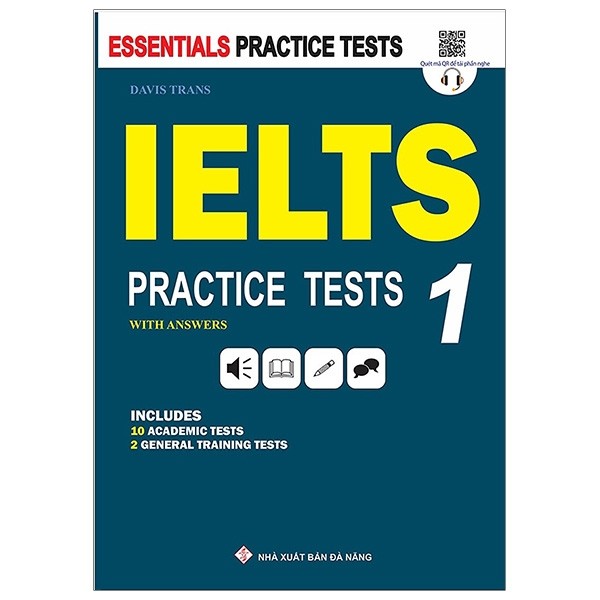 ESSENTIALS PRACTICE TESTS
Quét mã QR để tải phần nghe
DAVIS TRANS
IELTS
PRACTICE TESTS 1
WITH ANSWERS
INCLUDES
10 ACADEMIC TESTS
2 GENERAL TRAINING TESTS
NHÀ XUẤT BẢN ĐÀ NẴNG